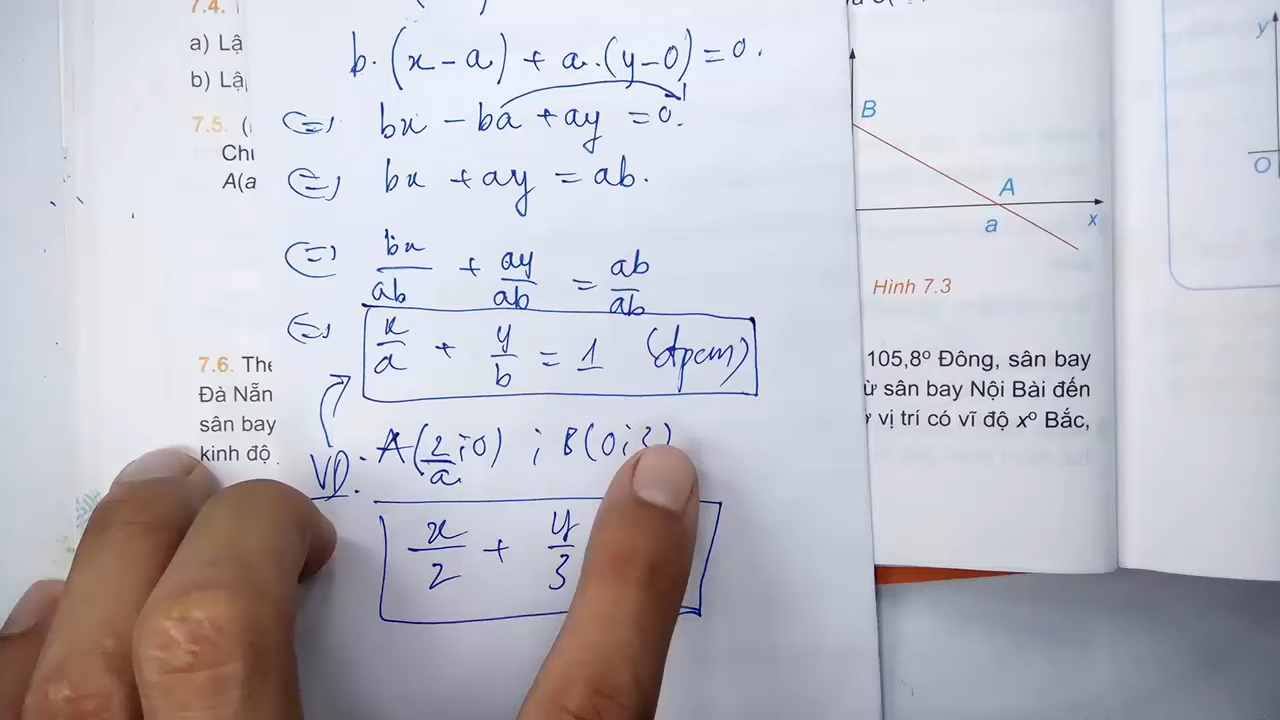 7.4.
a) Lậ
b) Lậ
7.5. (
Chu
A(a
7.6. The
Đà Nẵn
sân bay
kinh độ
b.(x-a) + a.(y-0) = 0.
(=) bx - ba + ay = 0.
(=) bx + ay = ab.
(=) bx/ab + ay/ab = ab/ab
(=) x/a + y/b = 1 (đpcm)
VD: A(2;0) ; B(0;3)
a
x/2 + y/3
B
A
a
x
Hình 7.3
105,8º Đông, sân bay
ừ sân bay Nội Bài đến
vị trí có vĩ độ xº Bắc,
y
O